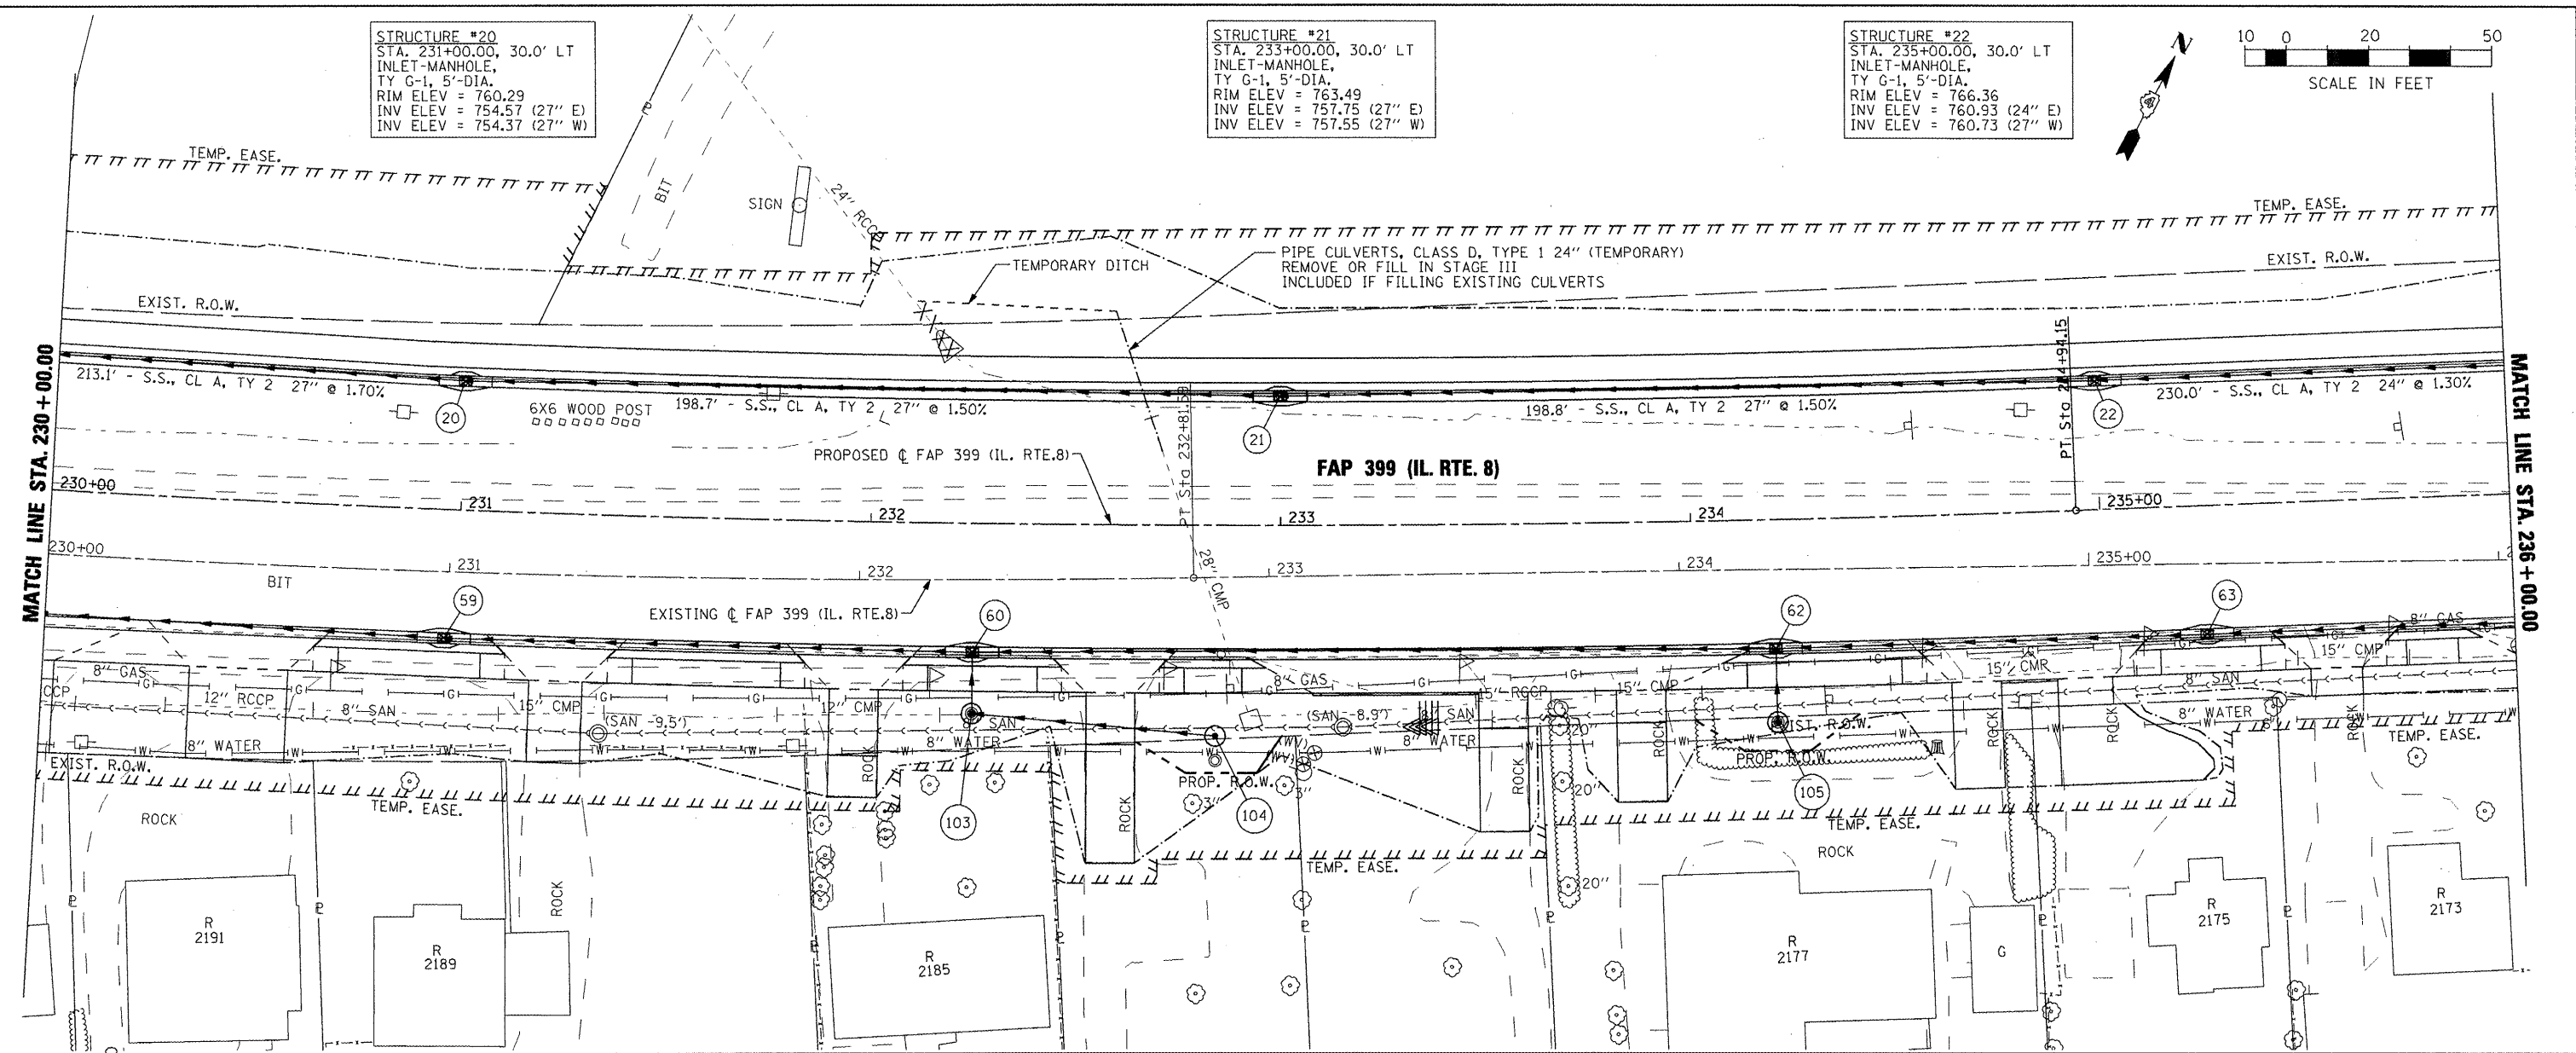 STRUCTURE #20
STA. 231+00.00, 30.0' LT
INLET-MANHOLE,
TY G-1, 5'-DIA.
RIM ELEV = 760.29
INV ELEV = 754.57 (27" E)
INV ELEV = 754.37 (27" W)
STRUCTURE #21
STA. 233+00.00, 30.0' LT
INLET-MANHOLE,
TY G-1, 5'-DIA.
RIM ELEV = 763.49
INV ELEV = 757.75 (27" E)
INV ELEV = 757.55 (27" W)
STRUCTURE #22
STA. 235+00.00, 30.0' LT
INLET-MANHOLE,
TY G-1, 5'-DIA.
RIM ELEV = 766.36
INV ELEV = 760.93 (24" E)
INV ELEV = 760.73 (27" W)
N
10 0 20 50
SCALE IN FEET
TEMP. EASE.
P
BIT
SIGN
24" RCCP
TEMP. EASE.
TEMPORARY DITCH
PIPE CULVERTS, CLASS D, TYPE 1 24" (TEMPORARY)
REMOVE OR FILL IN STAGE III
INCLUDED IF FILLING EXISTING CULVERTS
EXIST. R.O.W.
EXIST. R.O.W.
MATCH LINE STA. 230+00.00
213.1' - S.S., CL A, TY 2 27" @ 1.70%
20
6X6 WOOD POST
198.7' - S.S., CL A, TY 2 27" @ 1.50%
21
198.8' - S.S., CL A, TY 2 27" @ 1.50%
22
230.0' - S.S., CL A, TY 2 24" @ 1.30%
MATCH LINE STA. 236+00.00
PT Sta 234+94.15
PROPOSED ℄ FAP 399 (IL. RTE.8)
PT Sta
FAP 399 (IL. RTE. 8)
230+00
231
232
233
234
235+00
230+00
231
232
233
234
235+00
BIT
28" CMP
EXISTING ℄ FAP 399 (IL. RTE.8)
59
60
62
63
8" GAS
8" GAS
G
CCP
12" RCCP
8" SAN
15" CMP
(SAN -9.5')
12" CMP
SAN
8" GAS
(SAN -8.9')
SAN
15" RCCP
15" CMP
15" CMP
15" CMP
8" SAN
8" WATER
8" WATER
8" WATER
8" WATER
EXIST. R.O.W.
EXIST. R.O.W.
PROP. R.O.W.
PROP. R.O.W.
TEMP. EASE.
TEMP. EASE.
TEMP. EASE.
TEMP. EASE.
ROCK
ROCK
ROCK
ROCK
ROCK
ROCK
ROCK
ROCK
ROCK
ROCK
103
104
105
3"
3"
20"
20"
20"
6"
R
2191
R
2189
R
2185
R
2177
G
R
2175
R
2173